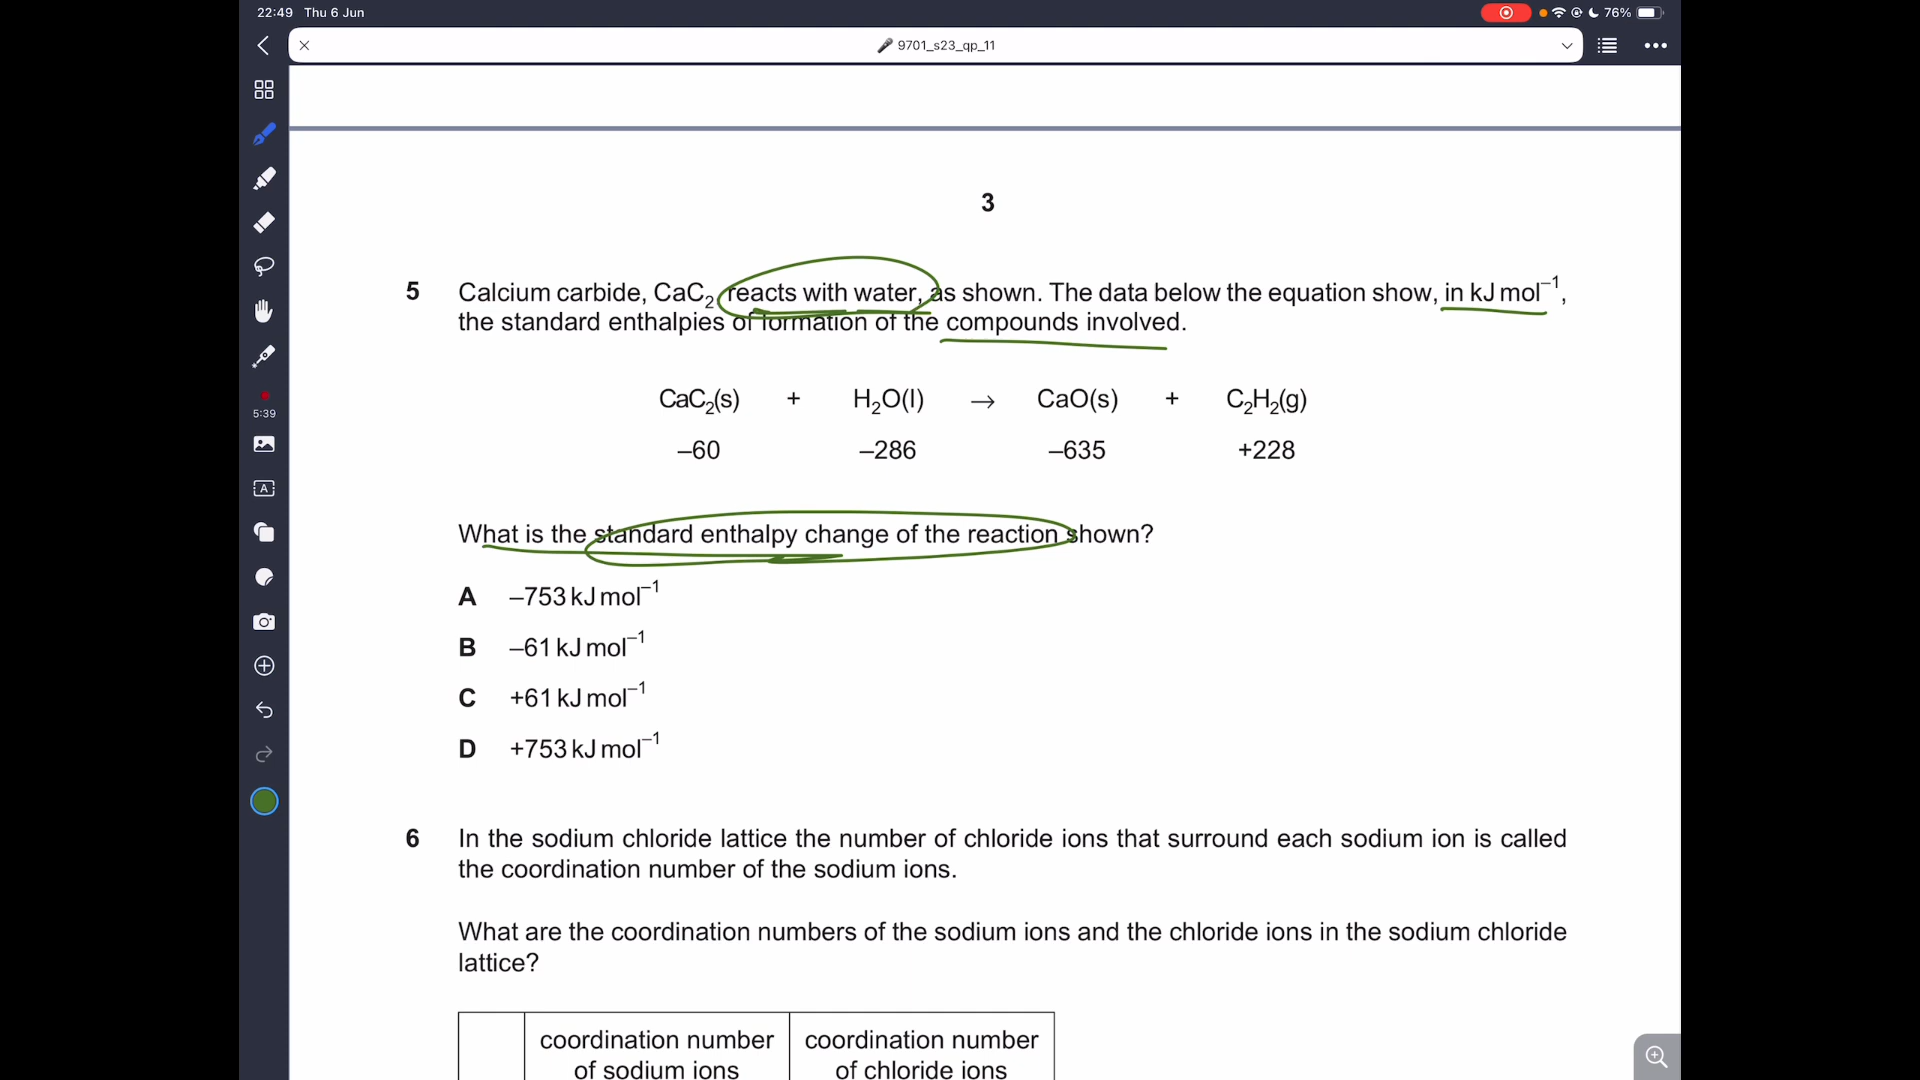 22:49 Thu 6 Jun
76%
9701_s23_qp_11
5:39
A
3
5 Calcium carbide, CaC₂, reacts with water, as shown. The data below the equation show, in kJ mol⁻¹,
the standard enthalpies of formation of the compounds involved.
CaC₂(s) + H₂O(l) → CaO(s) + C₂H₂(g)
–60 –286 –635 +228
What is the standard enthalpy change of the reaction shown?
A –753 kJ mol⁻¹
B –61 kJ mol⁻¹
C +61 kJ mol⁻¹
D +753 kJ mol⁻¹
6 In the sodium chloride lattice the number of chloride ions that surround each sodium ion is called
the coordination number of the sodium ions.
What are the coordination numbers of the sodium ions and the chloride ions in the sodium chloride
lattice?
coordination number coordination number
of sodium ions of chloride ions